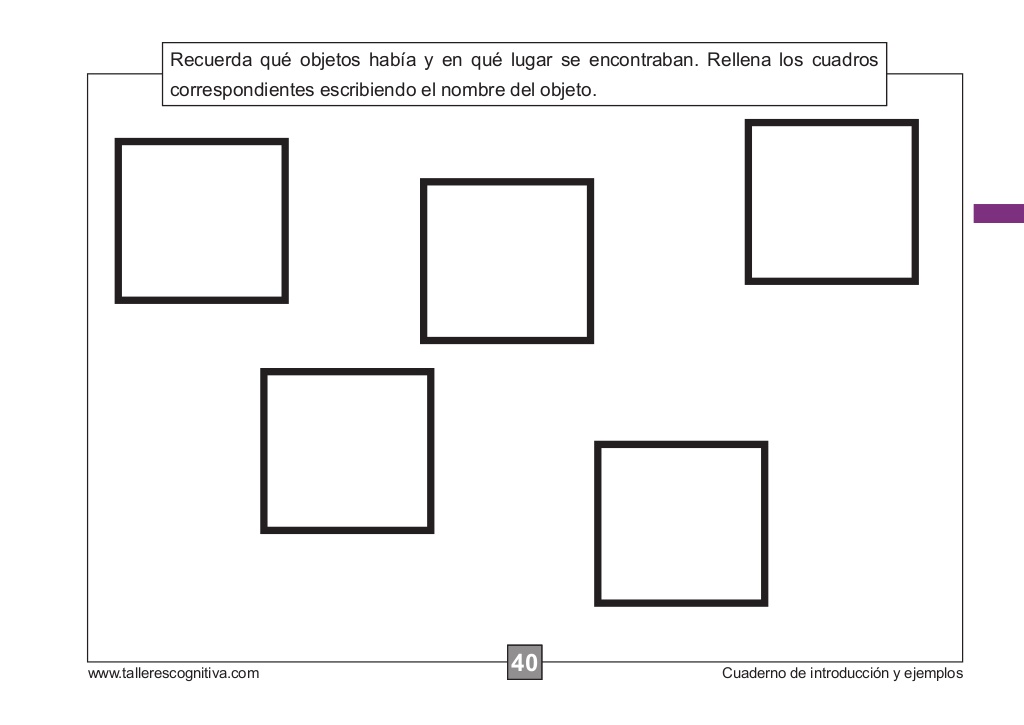 Recuerda qué objetos había y en qué lugar se encontraban. Rellena los cuadros
correspondientes escribiendo el nombre del objeto.
www.tallerescognitiva.com
40
Cuaderno de introducción y ejemplos